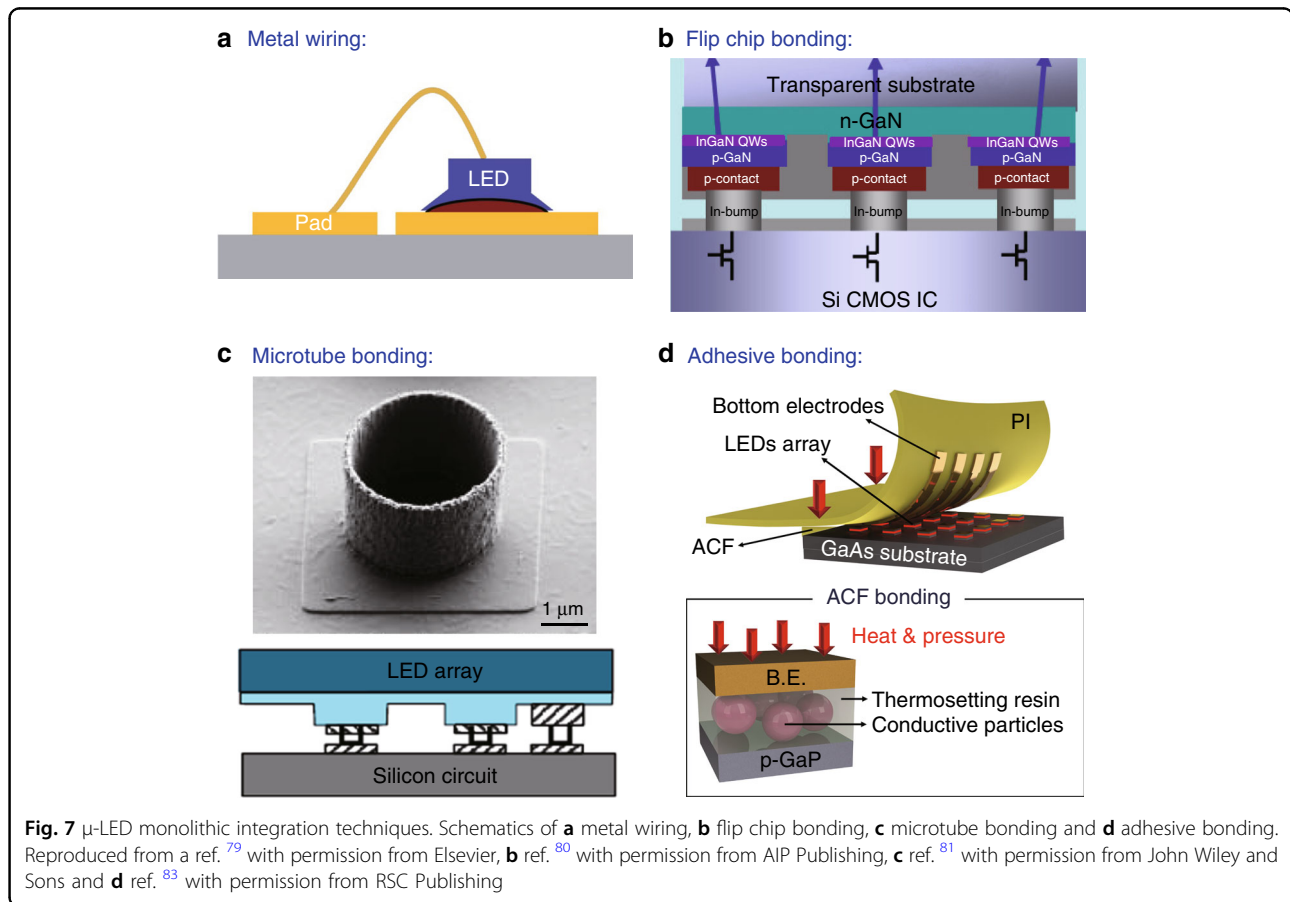 a Metal wiring:
LED
Pad
b Flip chip bonding:
Transparent substrate
n-GaN
InGaN QWs InGaN QWs InGaN QWs
p-GaN p-GaN p-GaN
p-contact p-contact p-contact
In-bump In-bump In-bump
Si CMOS IC
c Microtube bonding:
1 μm
LED array
Silicon circuit
d Adhesive bonding:
Bottom electrodes
PI
LEDs array
ACF
GaAs substrate
ACF bonding
Heat & pressure
B.E.
Thermosetting resin
Conductive particles
p-GaP
Fig. 7 μ-LED monolithic integration techniques. Schematics of a metal wiring, b flip chip bonding, c microtube bonding and d adhesive bonding.
Reproduced from a ref. 79 with permission from Elsevier, b ref. 80 with permission from AIP Publishing, c ref. 81 with permission from John Wiley and
Sons and d ref. 83 with permission from RSC Publishing